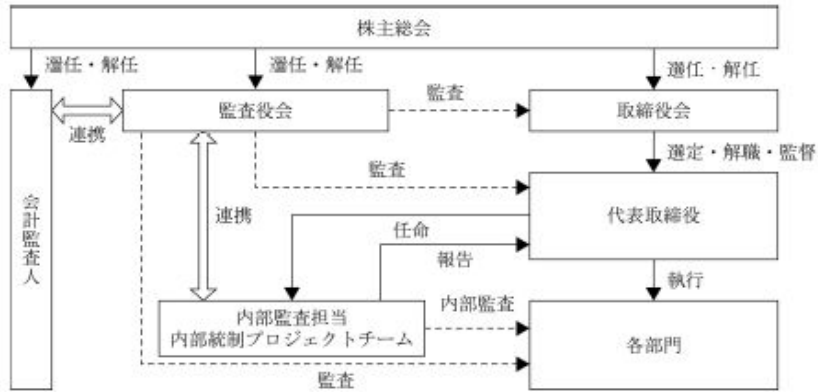 株主総会
選任・解任
選任・解任
選任・解任
監査役会
監査
取締役会
連携
選定・解職・監督
監査
会計監査人
連携
代表取締役
任命
報告
執行
内部監査担当
内部統制プロジェクトチーム
内部監査
各部門
監査